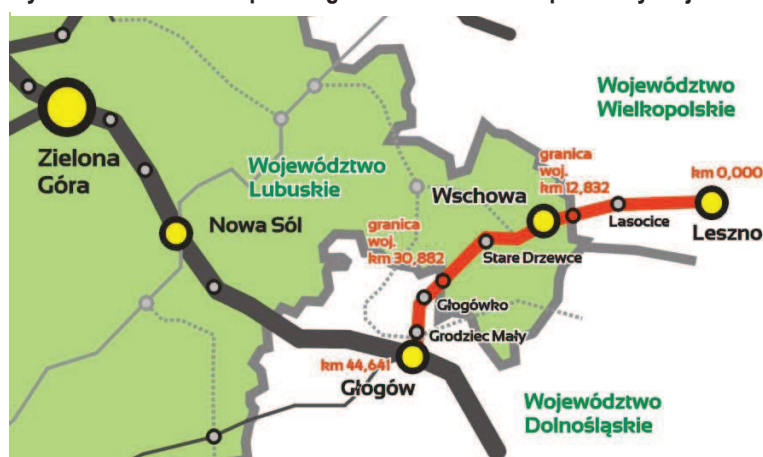 Województwo
Wielkopolskie
granica
woj.
km 12,832
km 0,000
Zielona
Góra
Województwo
Lubuskie
Wschowa
Lasocice
Leszno
Nowa Sól
granica
woj.
km 30,882
Stare Drzewce
Głogówko
Grodziec Mały
km 44,641
Głogów
Województwo
Dolnośląskie